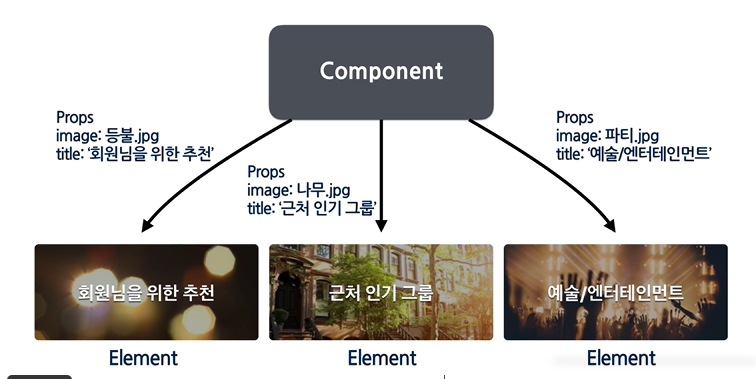 Component
Props
image: 등불.jpg
title: ‘회원님을 위한 추천’
Props
image: 나무.jpg
title: ‘근처 인기 그룹’
Props
image: 파티.jpg
title: ‘예술/엔터테인먼트’
회원님을 위한 추천
근처 인기 그룹
예술/엔터테인먼트
Element
Element
Element